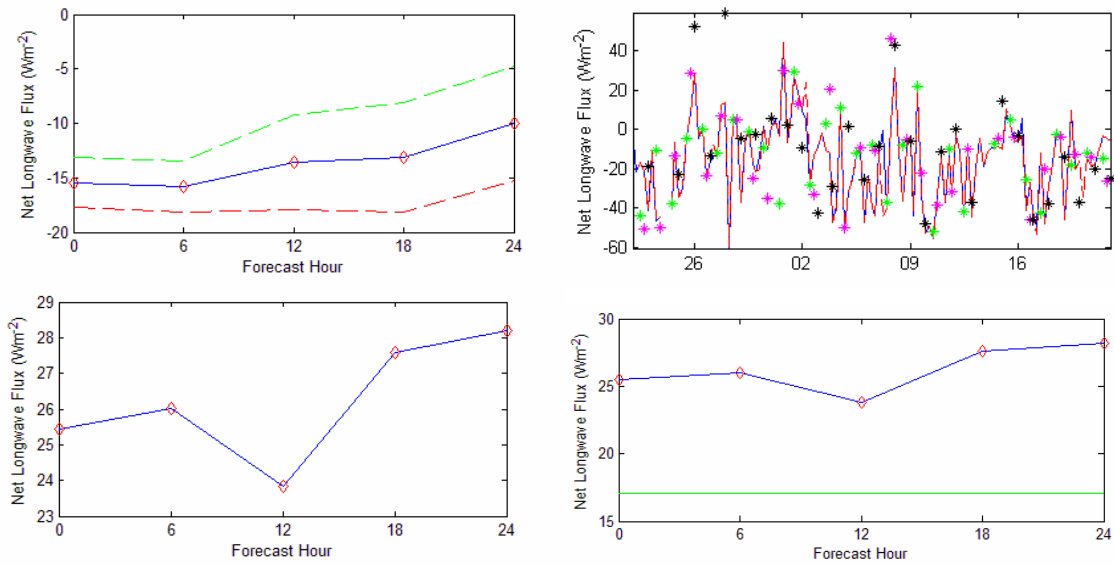 0
-5
-10
-15
-20
0 6 12 18 24
Forecast Hour
Net Longwave Flux (Wm-2)
40
20
0
-20
-40
-60
26 02 09 16
Net Longwave Flux (Wm-2)
29
28
27
26
25
24
23
0 6 12 18 24
Forecast Hour
Net Longwave Flux (Wm-2)
30
25
20
15
0 6 12 18 24
Forecast Hour
Net Longwave Flux (Wm-2)